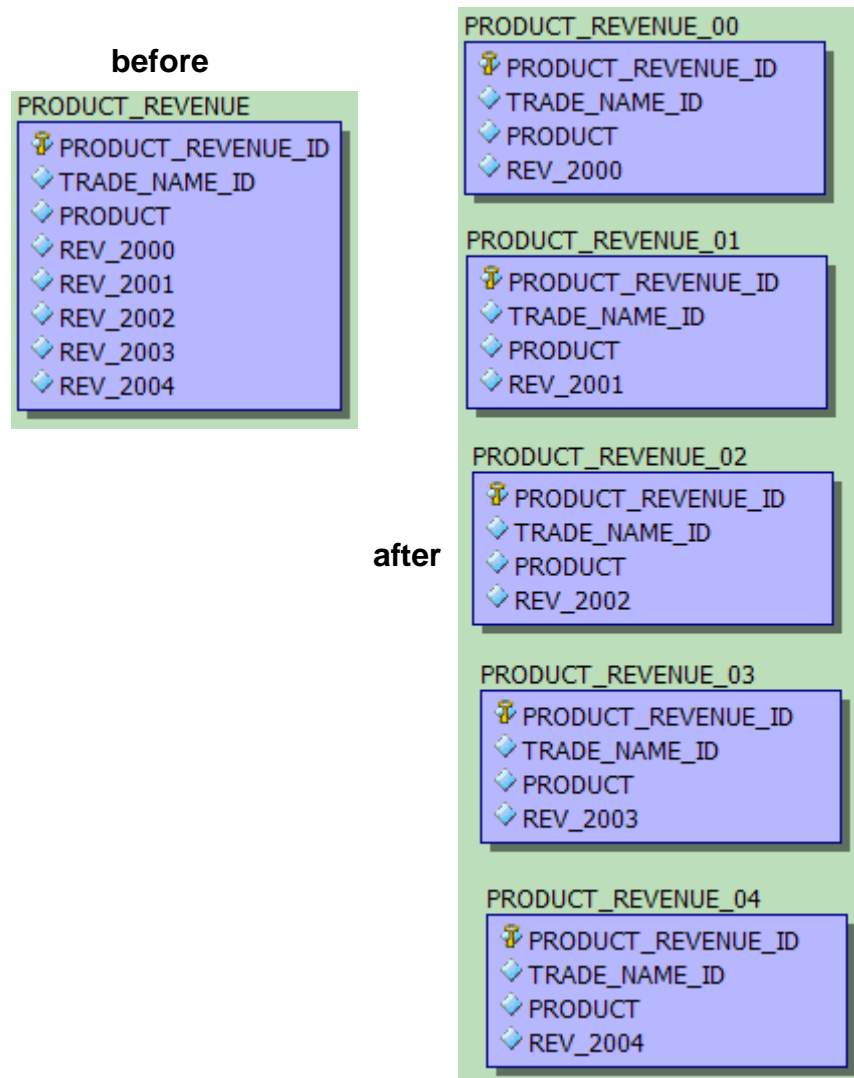 before
PRODUCT_REVENUE
PRODUCT_REVENUE_ID
TRADE_NAME_ID
PRODUCT
REV_2000
REV_2001
REV_2002
REV_2003
REV_2004
after
PRODUCT_REVENUE_00
PRODUCT_REVENUE_ID
TRADE_NAME_ID
PRODUCT
REV_2000
PRODUCT_REVENUE_01
PRODUCT_REVENUE_ID
TRADE_NAME_ID
PRODUCT
REV_2001
PRODUCT_REVENUE_02
PRODUCT_REVENUE_ID
TRADE_NAME_ID
PRODUCT
REV_2002
PRODUCT_REVENUE_03
PRODUCT_REVENUE_ID
TRADE_NAME_ID
PRODUCT
REV_2003
PRODUCT_REVENUE_04
PRODUCT_REVENUE_ID
TRADE_NAME_ID
PRODUCT
REV_2004